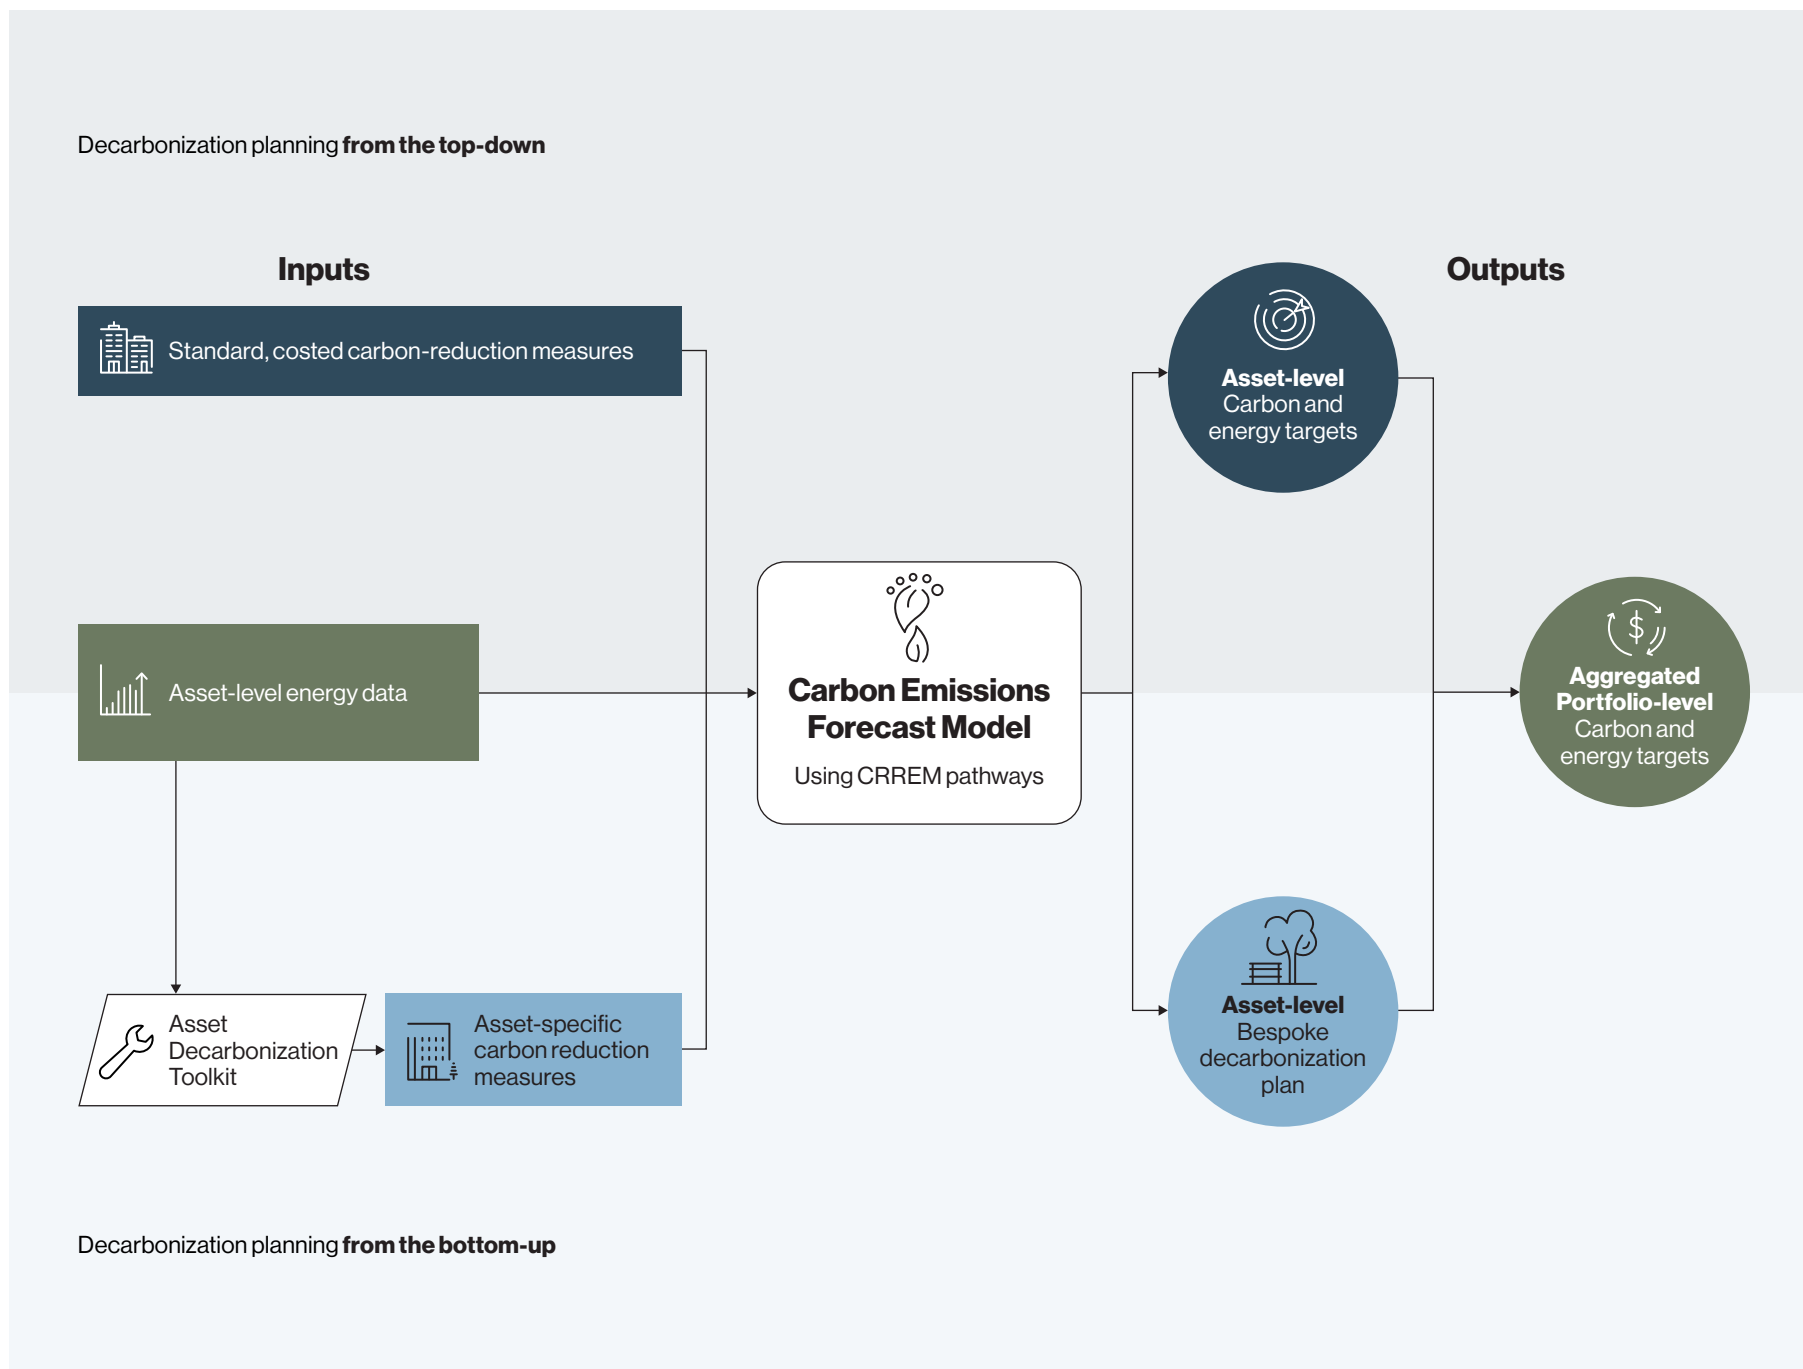 Decarbonization planning from the top-down
Inputs
Outputs
Standard, costed carbon-reduction measures
Asset-level
Carbon and
energy targets
Asset-level energy data
Carbon Emissions
Forecast Model
Using CRREM pathways
Aggregated
Portfolio-level
Carbon and
energy targets
Asset
Decarbonization
Toolkit
Asset-specific
carbon reduction
measures
Asset-level
Bespoke
decarbonization
plan
Decarbonization planning from the bottom-up